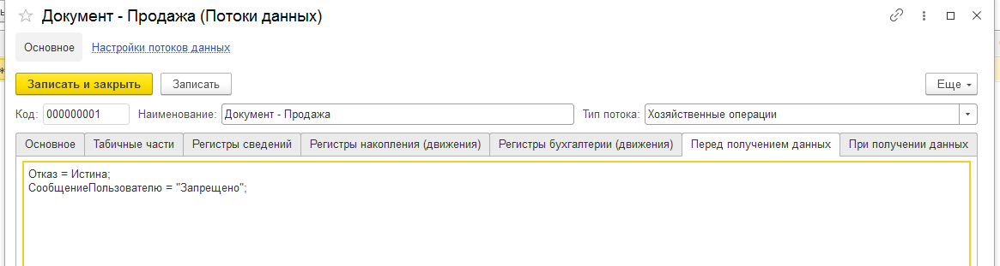 Документ - Продажа (Потоки данных)
Основное Настройки потоков данных
Записать и закрыть Записать Еще
Код: 000000001 Наименование: Документ - Продажа Тип потока: Хозяйственные операции
Основное Табичные части Регистры сведений Регистры накопления (движения) Регистры бухгалтерии (движения) Перед получением данных При получении данных
Отказ = Истина;
СообщениеПользователю = "Запрещено";